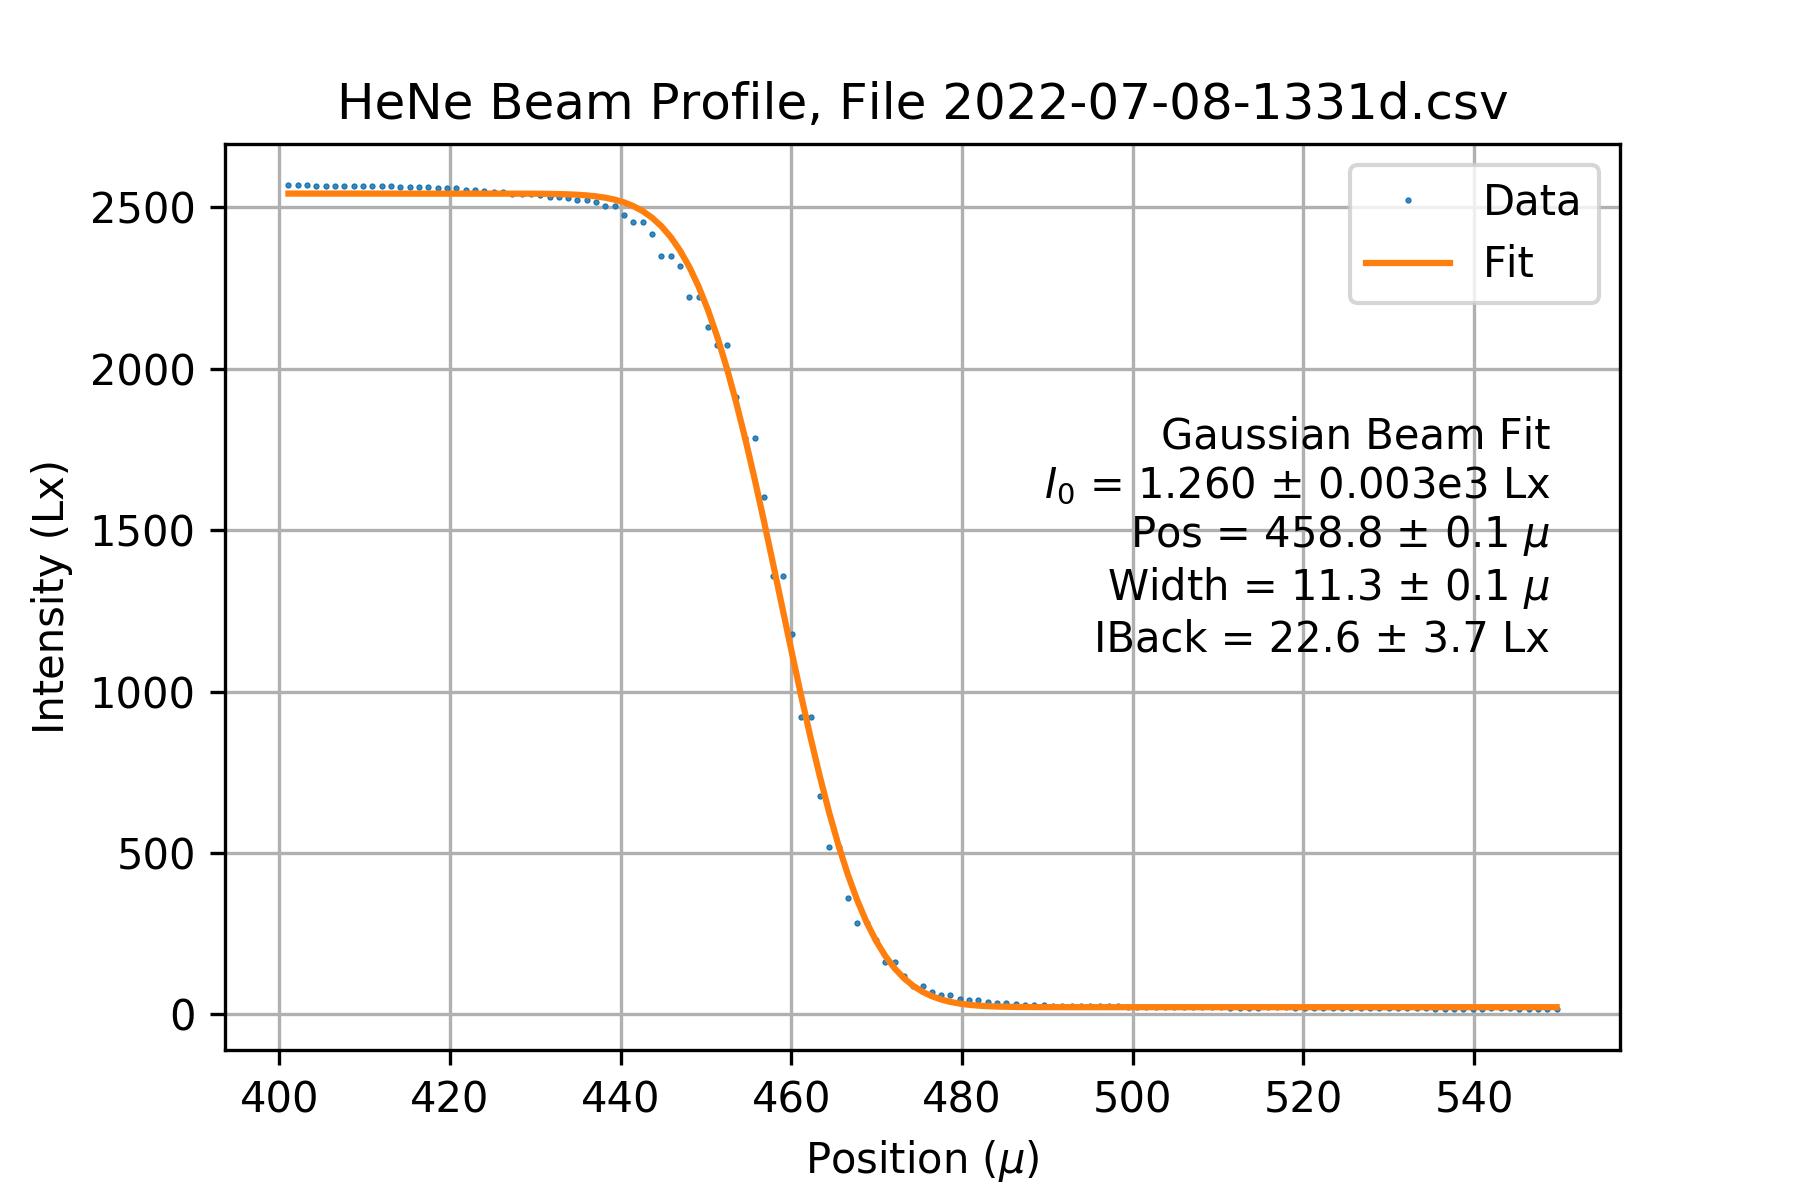 HeNe Beam Profile, File 2022-07-08-1331d.csv
Intensity (Lx)
2500
2000
1500
1000
500
0
Data
Fit
Gaussian Beam Fit
I₀ = 1.260 ± 0.003e3 Lx
Pos = 458.8 ± 0.1 μ
Width = 11.3 ± 0.1 μ
IBack = 22.6 ± 3.7 Lx
400 420 440 460 480 500 520 540
Position (μ)